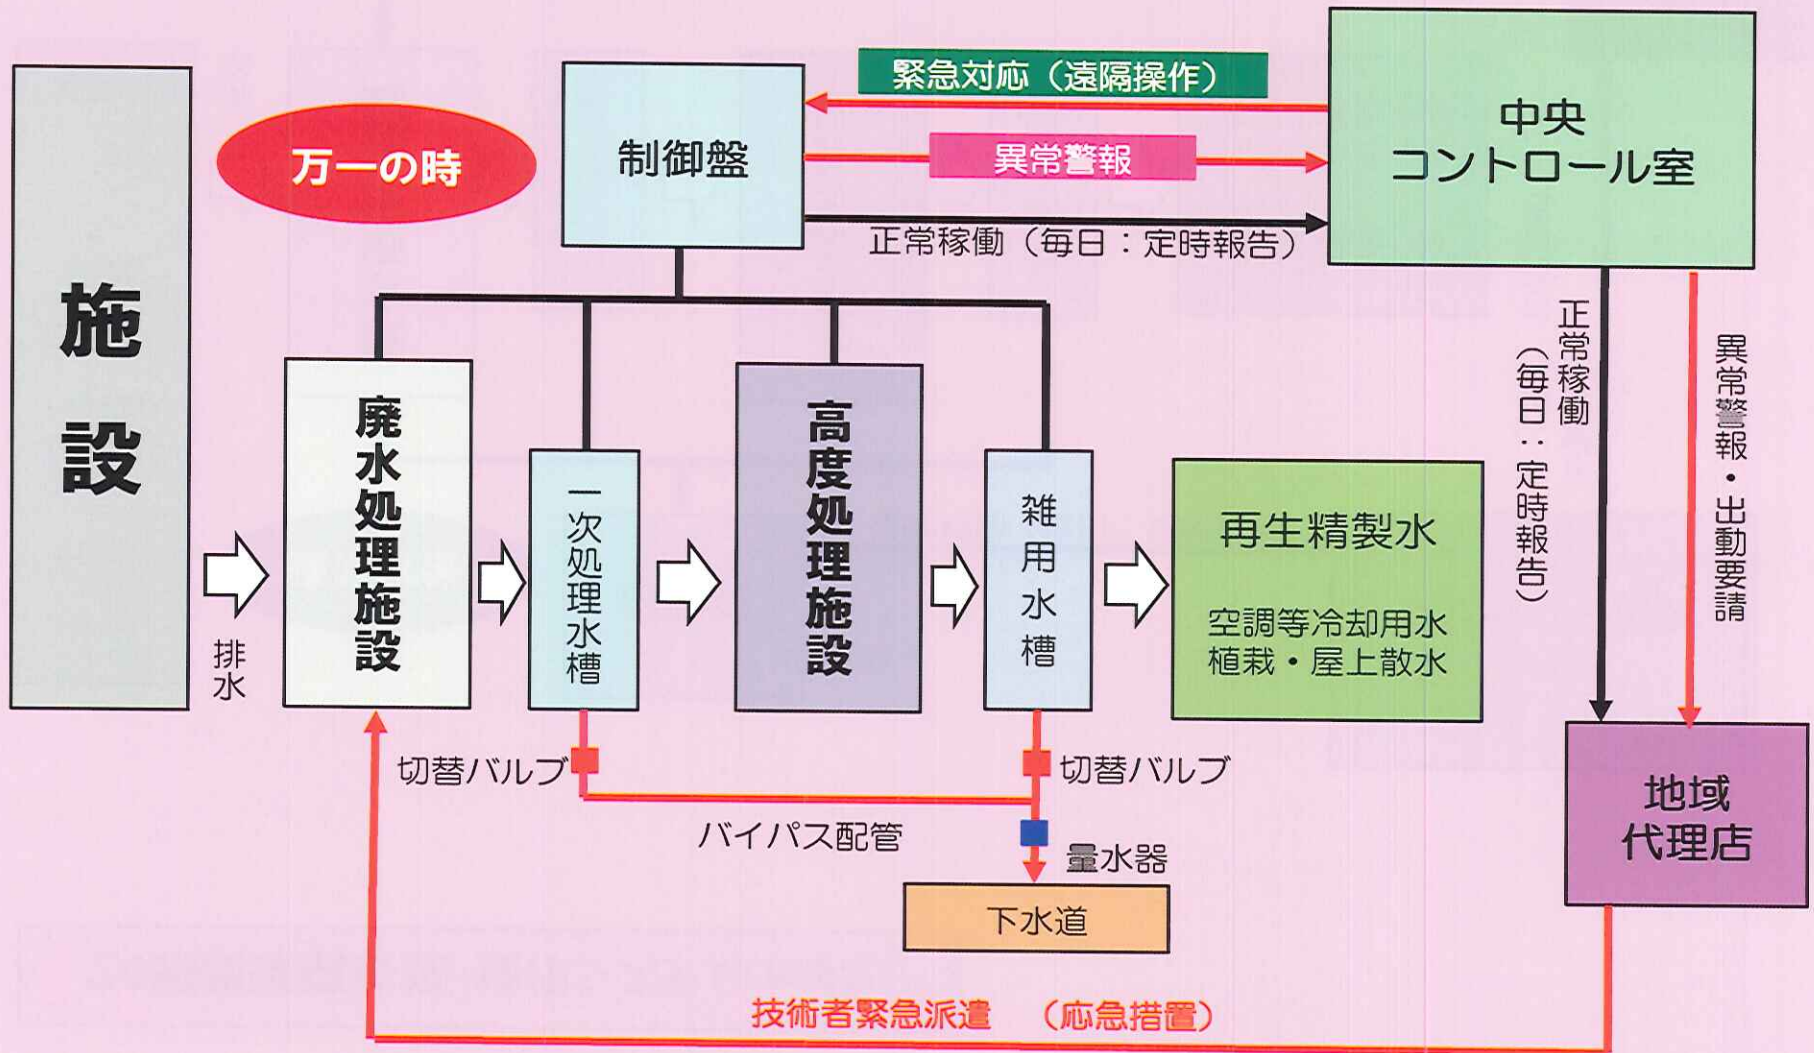 緊急対応（遠隔操作）
中央
コントロール室
制御盤
異常警報
万一の時
正常稼働（毎日：定時報告）
施設
正常稼働
（毎日：定時報告）
異常警報・出動要請
廃水処理施設
一次処理水槽
高度処理施設
雑用水槽
再生精製水
空調等冷却用水
植栽・屋上散水
排水
切替バルブ
切替バルブ
バイパス配管
量水器
地域
代理店
下水道
技術者緊急派遣　（応急措置）